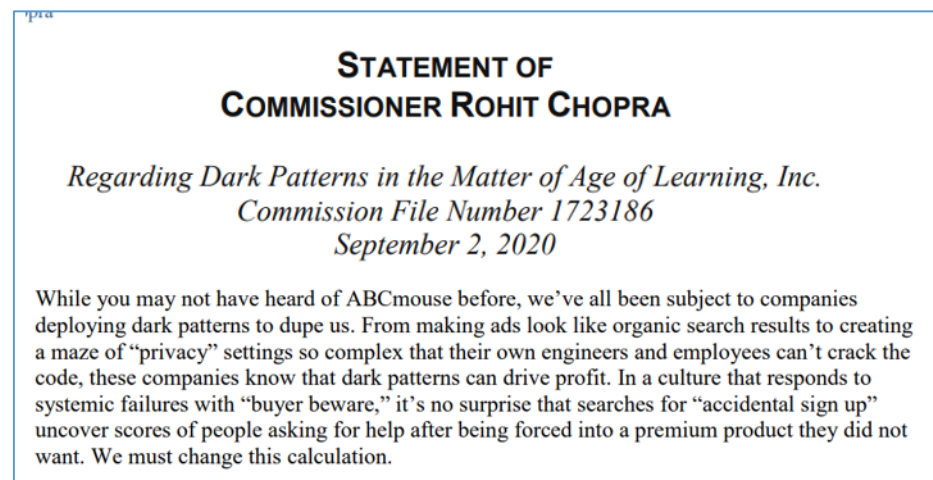 STATEMENT OF
COMMISSIONER ROHIT CHOPRA
Regarding Dark Patterns in the Matter of Age of Learning, Inc.
Commission File Number 1723186
September 2, 2020
While you may not have heard of ABCmouse before, we’ve all been subject to companies
deploying dark patterns to dupe us. From making ads look like organic search results to creating
a maze of “privacy” settings so complex that their own engineers and employees can’t crack the
code, these companies know that dark patterns can drive profit. In a culture that responds to
systemic failures with “buyer beware,” it’s no surprise that searches for “accidental sign up”
uncover scores of people asking for help after being forced into a premium product they did not
want. We must change this calculation.